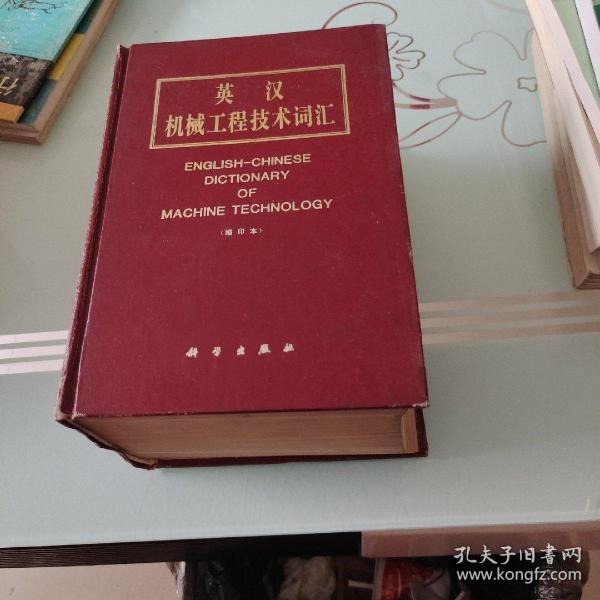 英 汉
机械工程技术词汇
ENGLISH-CHINESE
DICTIONARY
OF
MACHINE TECHNOLOGY
(缩印本)
科学出版社
孔夫子旧书网
www.kongfz.com